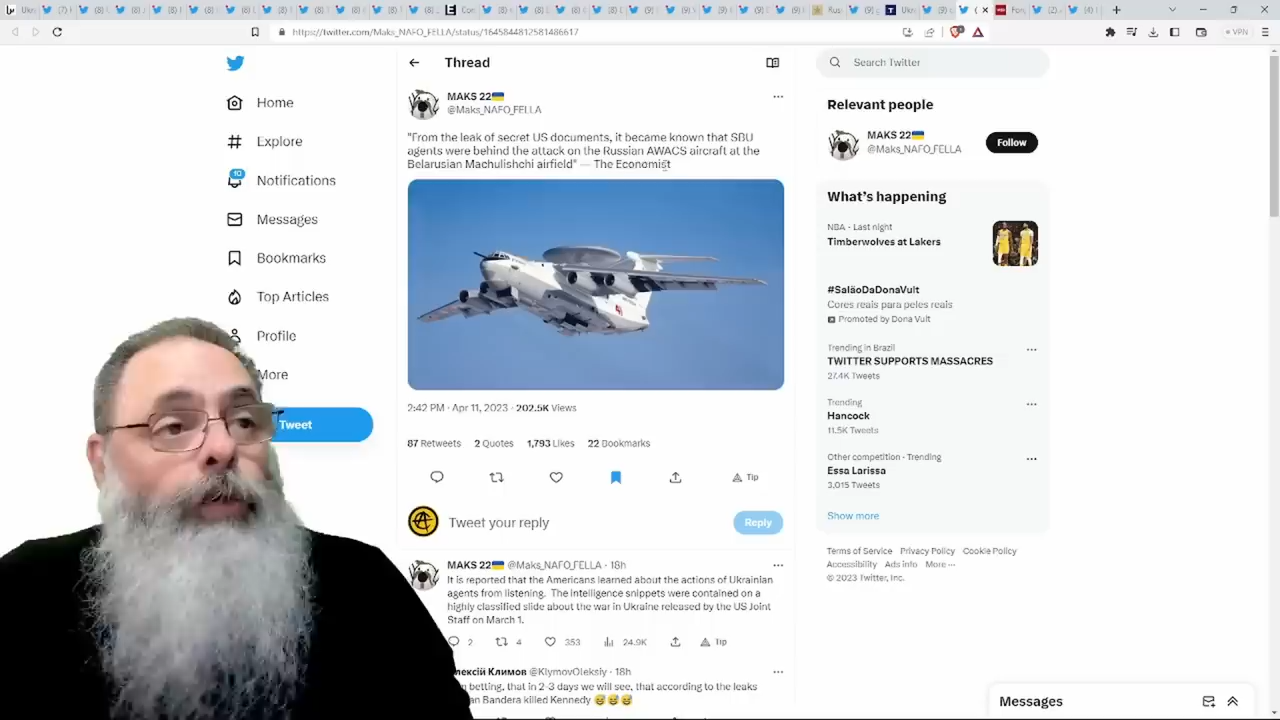 https://twitter.com/Maks_NAFO_FELLA/status/1645844812581486617
VPN
Home
Explore
10
Notifications
Messages
Bookmarks
Top Articles
Profile
More
Tweet
Thread
MAKS 22
@Maks_NAFO_FELLA
"From the leak of secret US documents, it became known that SBU
agents were behind the attack on the Russian AWACS aircraft at the
Belarusian Machulishchi airfield" — The Economist
2:42 PM · Apr 11, 2023 · 202.5K Views
87 Retweets 2 Quotes 1,793 Likes 22 Bookmarks
Tip
Tweet your reply
Reply
MAKS 22 @Maks_NAFO_FELLA · 18h
It is reported that the Americans learned about the actions of Ukrainian
agents from listening. The intelligence snippets were contained on a
highly classified slide about the war in Ukraine released by the US Joint
Staff on March 1.
2 4 353 24.9K Tip
лексій Климов @KlymovOleksiy · 18h
betting, that in 2-3 days we will see, that according to the leaks
Bandera killed Kennedy
Search Twitter
Relevant people
MAKS 22
@Maks_NAFO_FELLA
Follow
What's happening
NBA · Last night
Timberwolves at Lakers
#SalãoDaDonaVult
Cores reais para peles reais
Promoted by Dona Vult
Trending in Brazil
TWITTER SUPPORTS MASSACRES
27.4K Tweets
Trending
Hancock
11.5K Tweets
Other competition · Trending
Essa Larissa
3,015 Tweets
Show more
Terms of Service Privacy Policy Cookie Policy
Accessibility Ads info More ···
© 2023 Twitter, Inc.
Messages